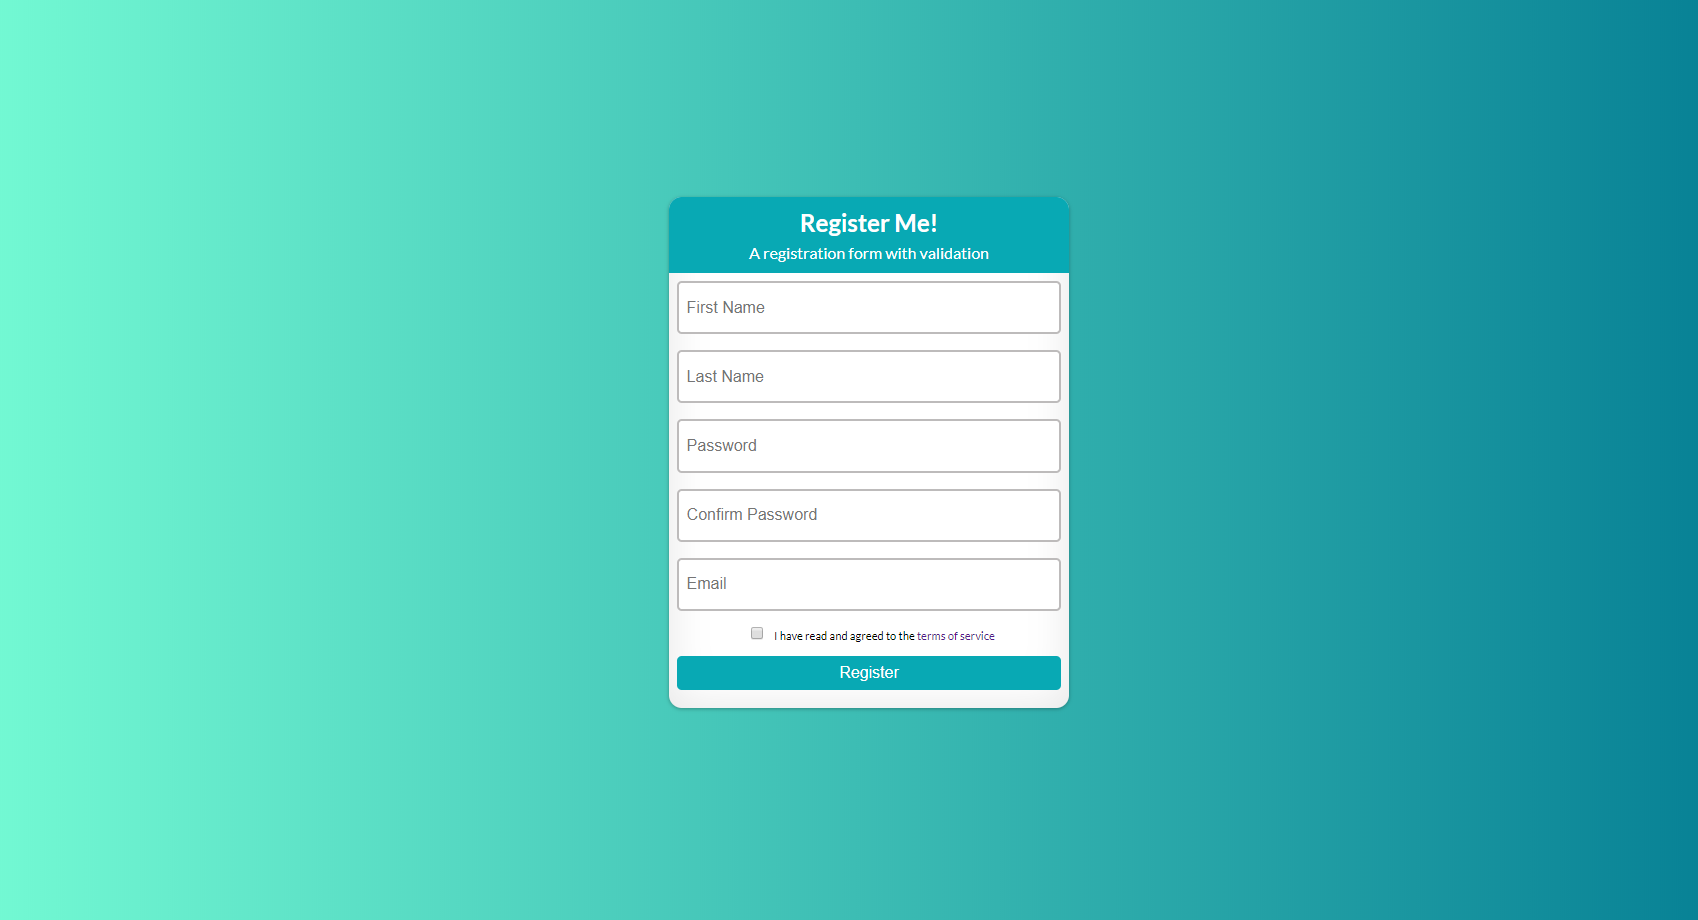 Register Me!
A registration form with validation
First Name
Last Name
Password
Confirm Password
Email
I have read and agreed to the terms of service
Register